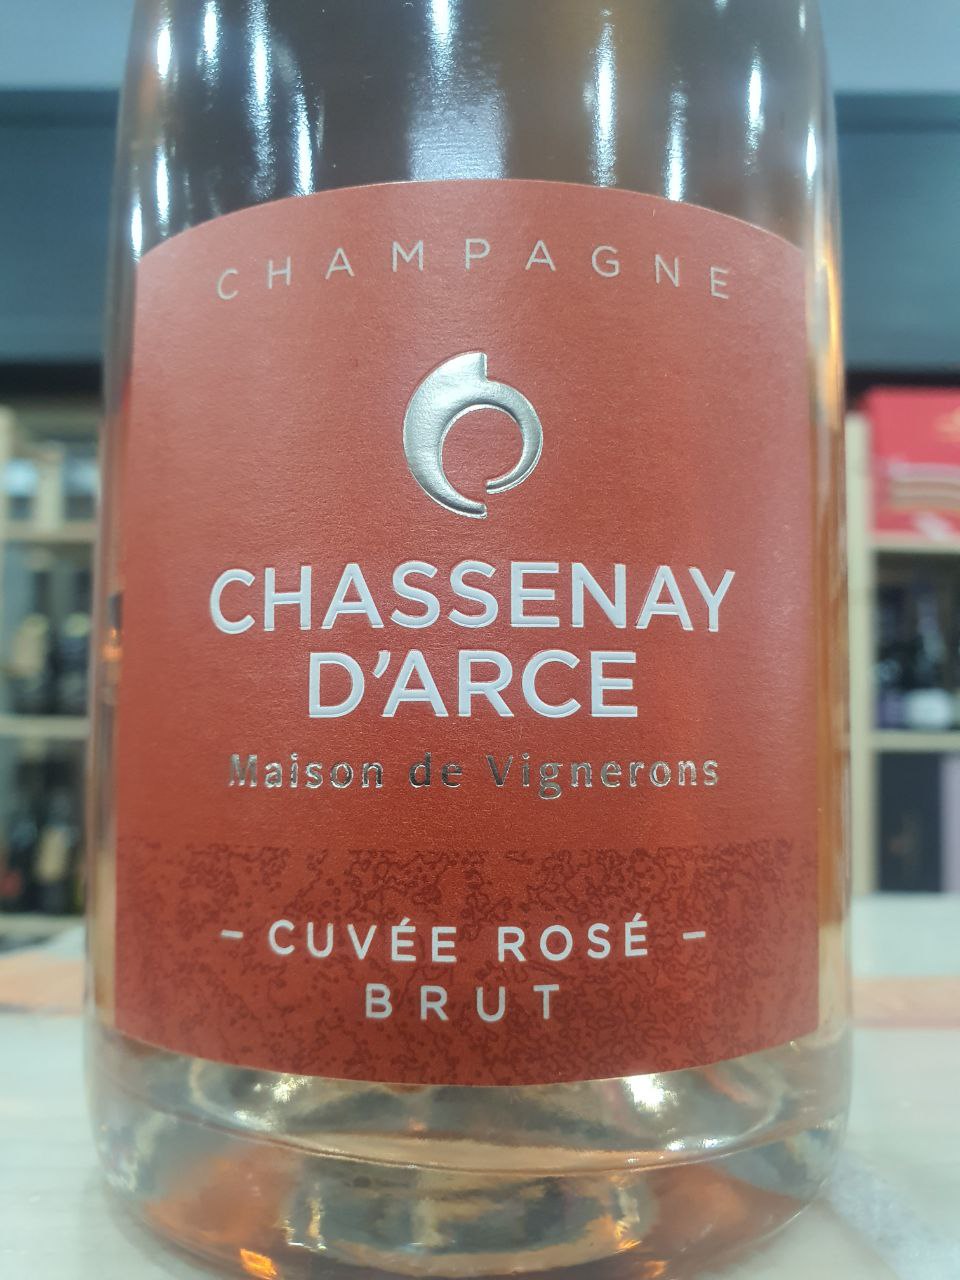 CHAMPAGNE
CHASSENAY
D'ARCE
Maison de Vignerons
- CUVÉE ROSÉ -
BRUT